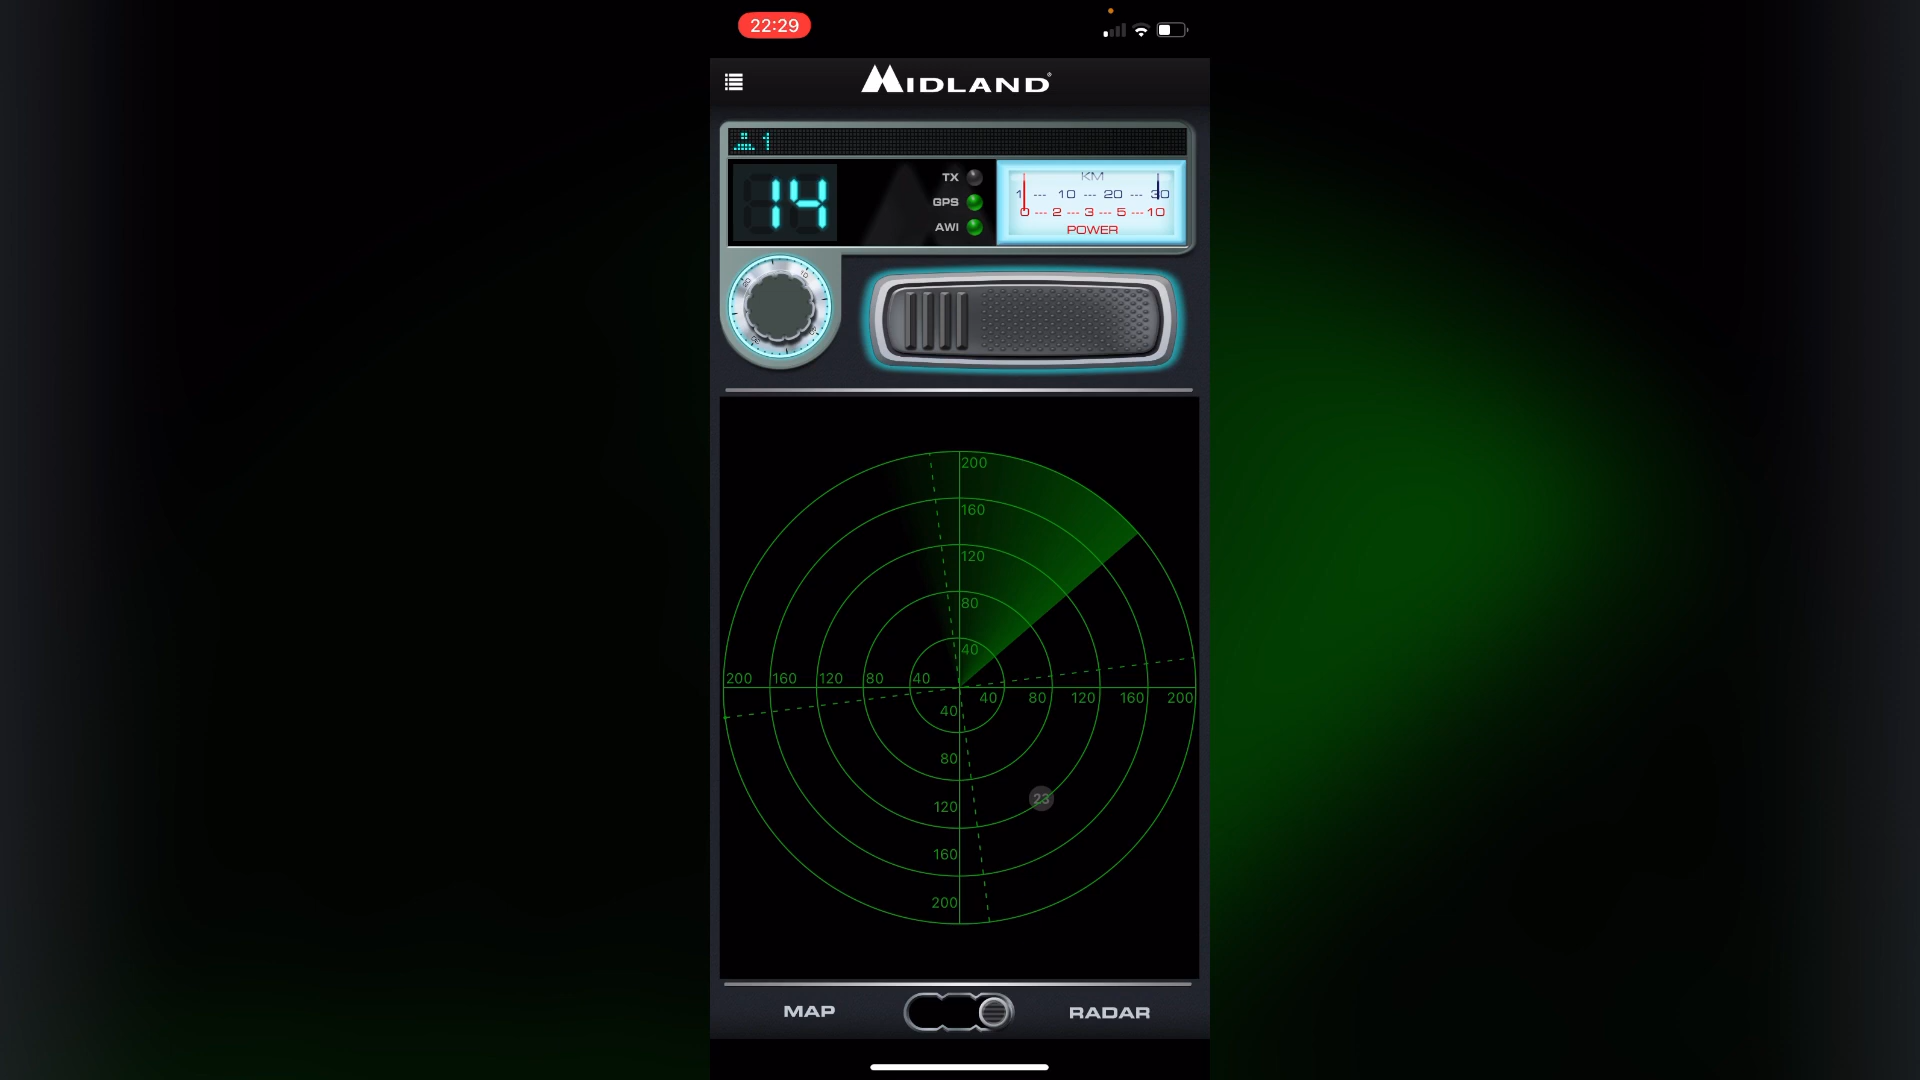 22:29
MIDLAND®
1
14
TX
GPS
AWI
KM
1 --- 10 --- 20 --- 30
0 --- 2 --- 3 --- 5 --- 10
POWER
200
160
120
80
40
200 160 120 80 40
40 80 120 160 200
40
80
23
120
160
200
MAP RADAR